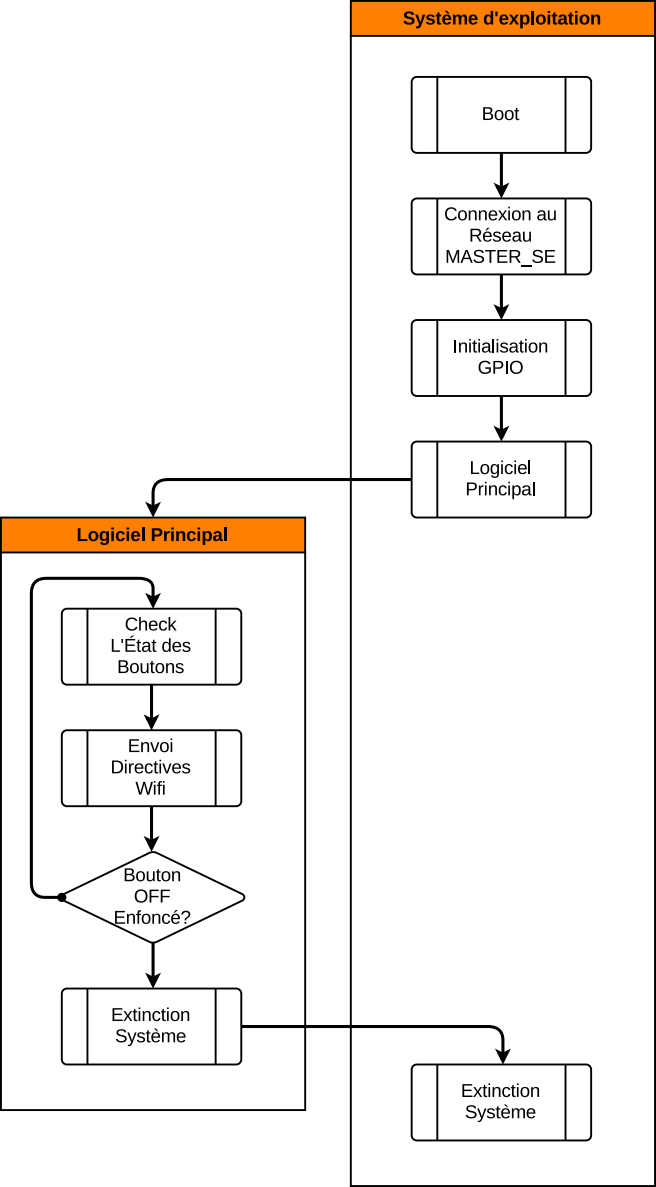 Système d'exploitation
Boot
Connexion au
Réseau
MASTER_SE
Initialisation
GPIO
Logiciel
Principal
Logiciel Principal
Check
L'État des
Boutons
Envoi
Directives
Wifi
Bouton
OFF
Enfoncé?
Extinction
Système
Extinction
Système